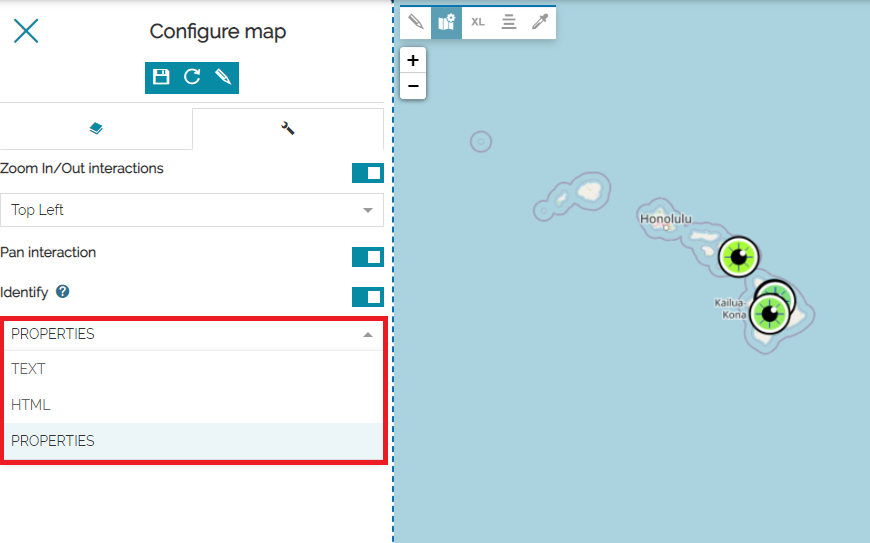 Configure map
Zoom In/Out interactions
Top Left
Pan interaction
Identify ?
PROPERTIES
TEXT
HTML
PROPERTIES
XL
+
−
Honolulu
Kailua-
Kona